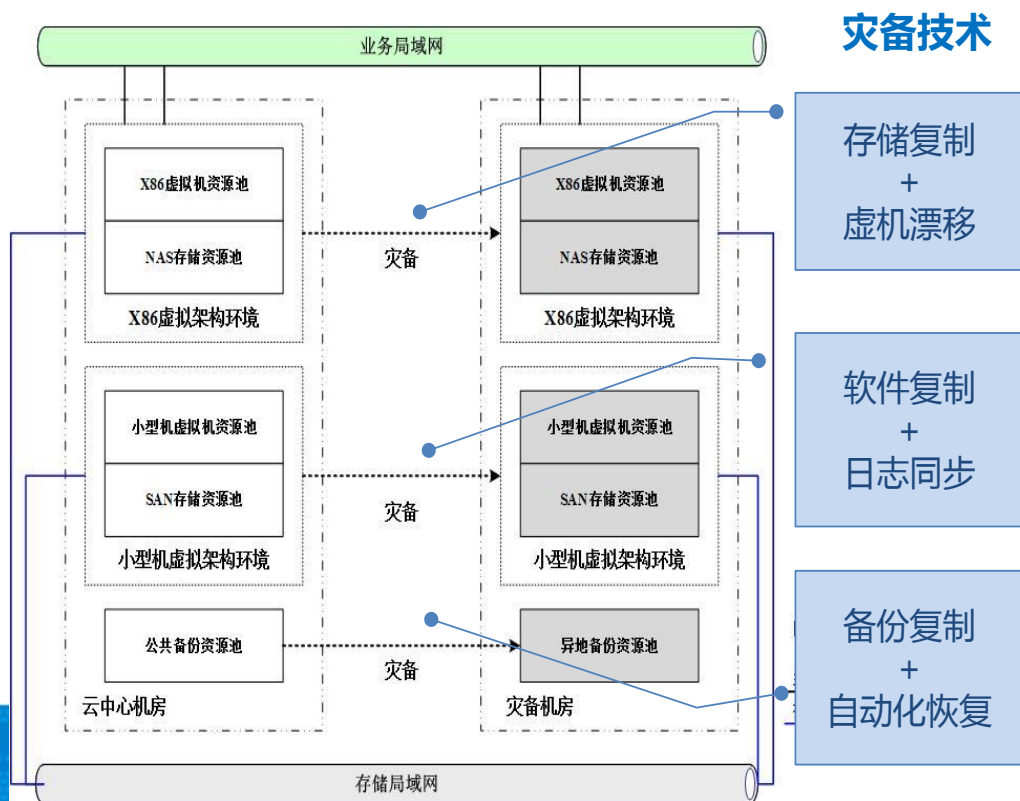 业务局域网
灾备技术
X86虚拟机资源池
NAS存储资源池
X86虚拟架构环境
灾备
X86虚拟机资源池
NAS存储资源池
X86虚拟架构环境
存储复制
+
虚机漂移
小型机虚拟机资源池
SAN存储资源池
小型机虚拟架构环境
灾备
小型机虚拟机资源池
SAN存储资源池
小型机虚拟架构环境
软件复制
+
日志同步
公共备份资源池
云中心机房
灾备
异地备份资源池
灾备机房
备份复制
+
自动化恢复
存储局域网